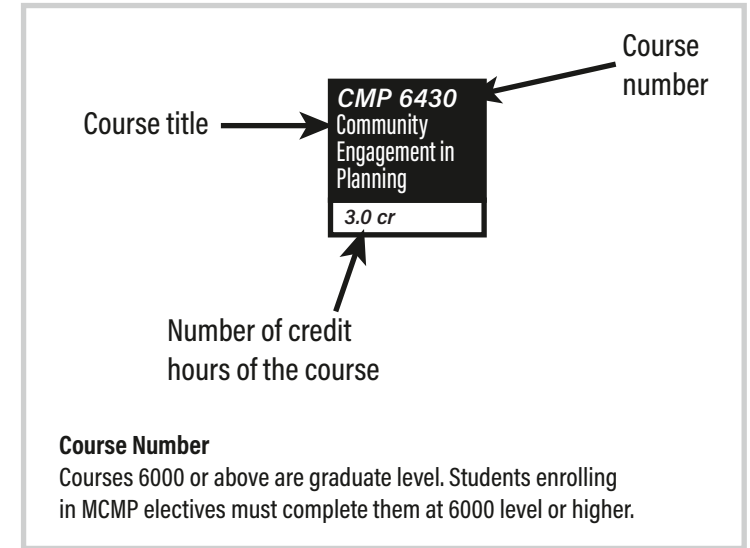 Course
number
Course title
CMP 6430
Community
Engagement in
Planning
3.0 cr
Number of credit
hours of the course
Course Number
Courses 6000 or above are graduate level. Students enrolling
in MCMP electives must complete them at 6000 level or higher.